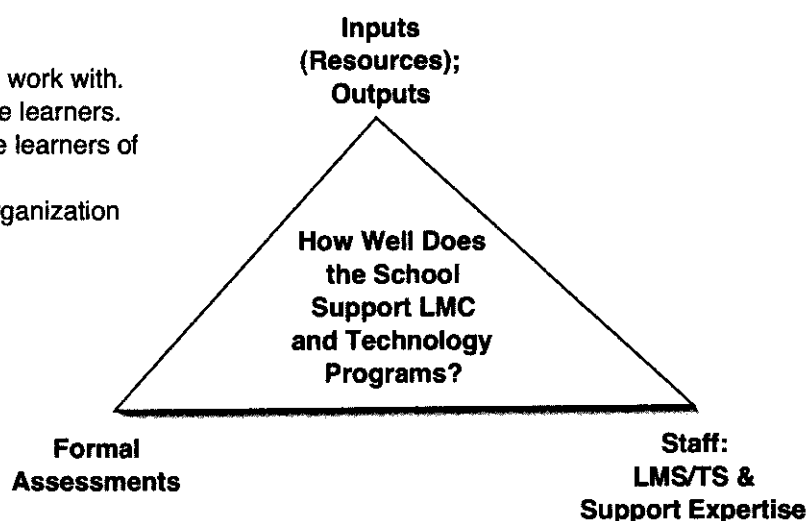 Inputs
(Resources);
Outputs
work with.
e learners.
e learners of
rganization
How Well Does
the School
Support LMC
and Technology
Programs?
Formal
Assessments
Staff:
LMS/TS &
Support Expertise